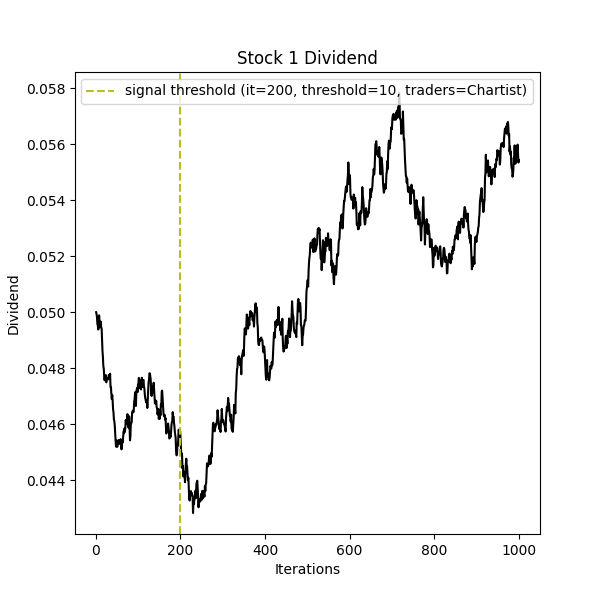 Stock 1 Dividend
signal threshold (it=200, threshold=10, traders=Chartist)
0.058
0.056
0.054
0.052
0.050
0.048
0.046
0.044
Dividend
0 200 400 600 800 1000
Iterations